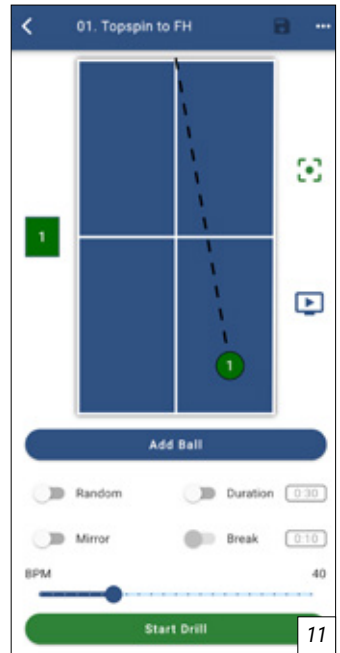 01. Topspin to FH
1
1
Add Ball
Random
Duration 0:30
Mirror
Break 0:10
BPM 40
Start Drill
11